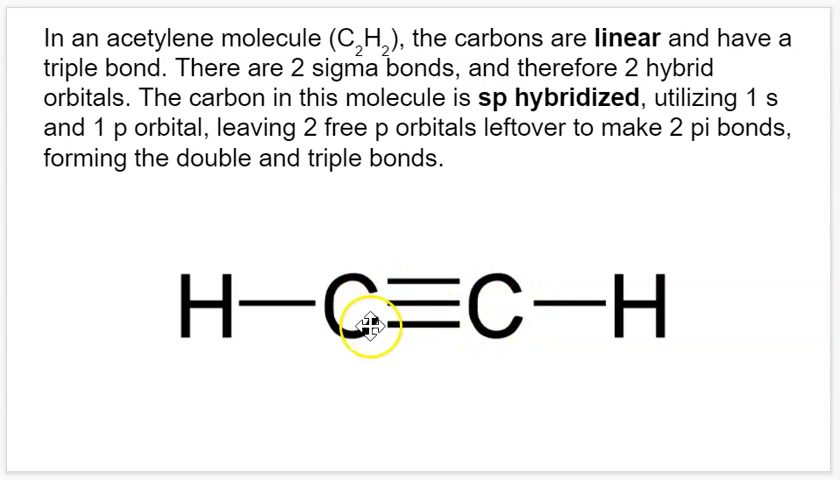 In an acetylene molecule (C₂H₂), the carbons are linear and have a
triple bond. There are 2 sigma bonds, and therefore 2 hybrid
orbitals. The carbon in this molecule is sp hybridized, utilizing 1 s
and 1 p orbital, leaving 2 free p orbitals leftover to make 2 pi bonds,
forming the double and triple bonds.
H—C≡C—H